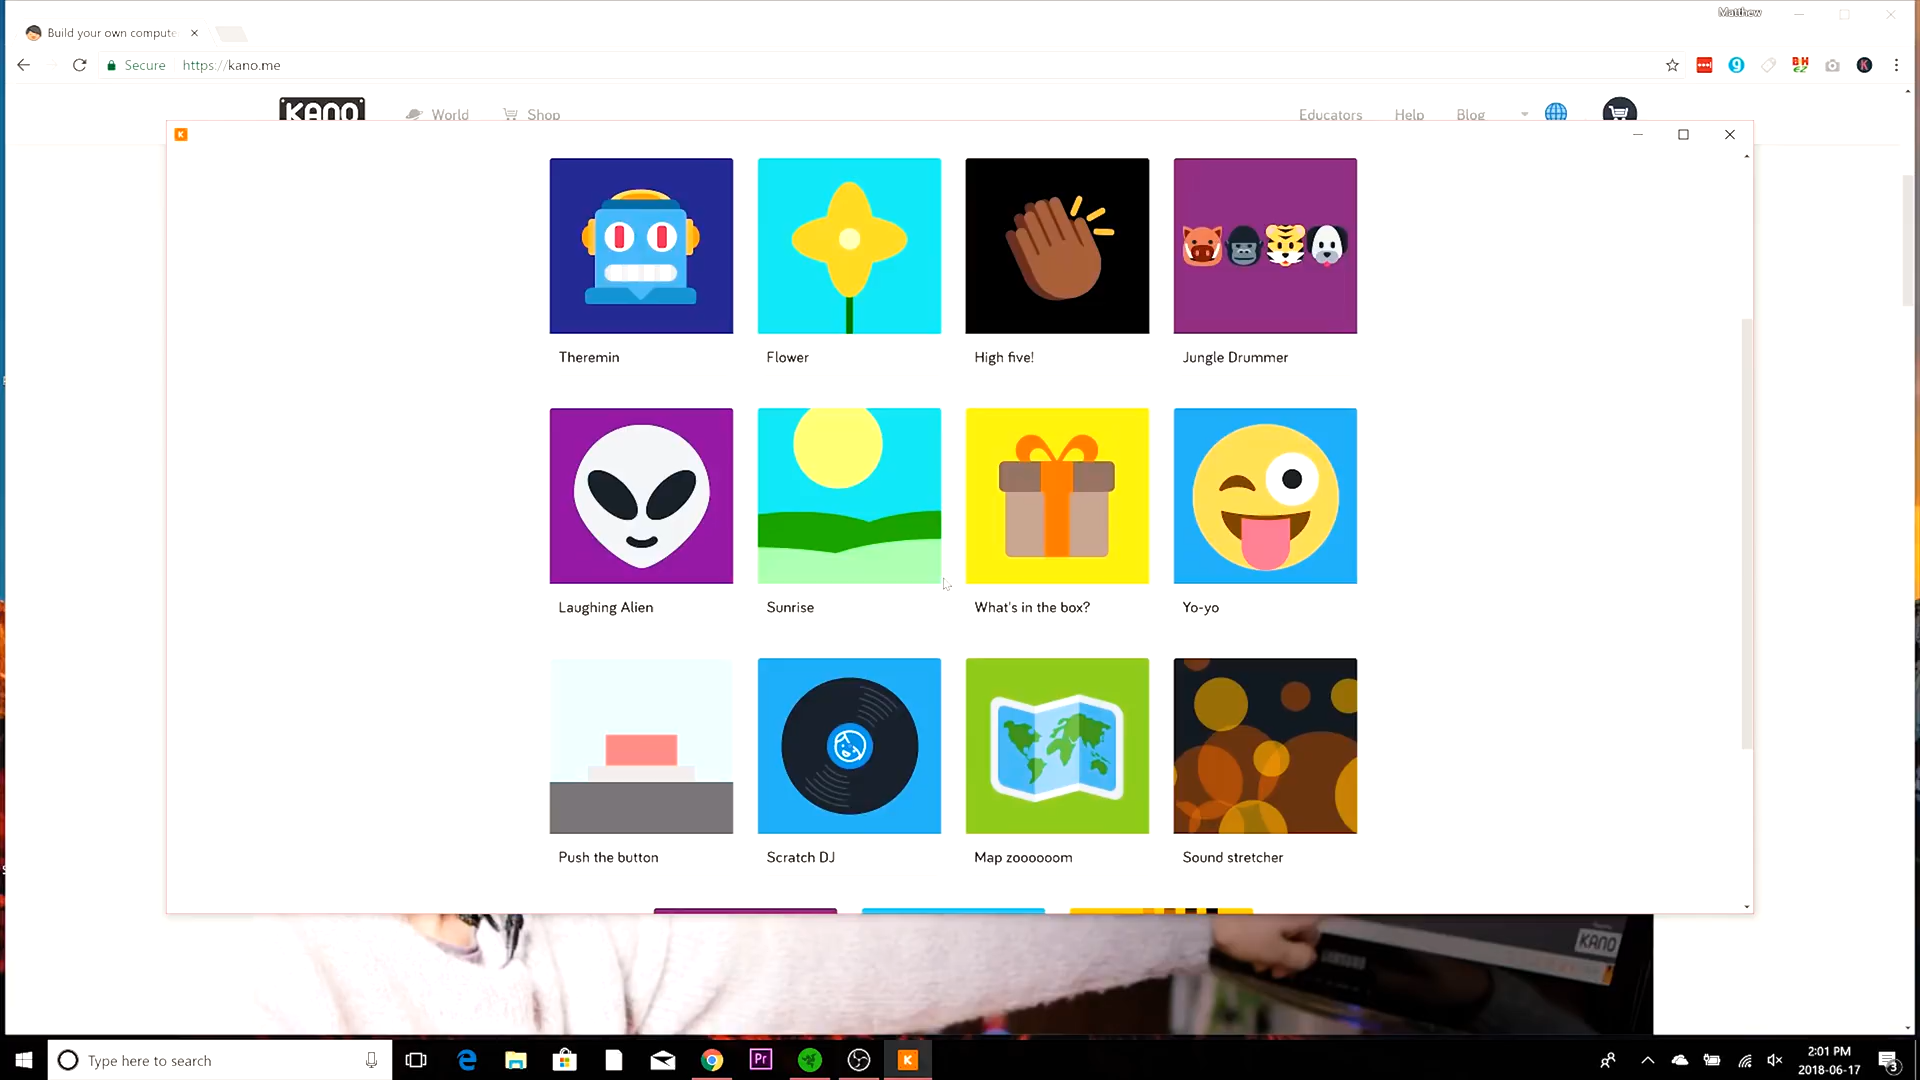 Matthew
Build your own compute
Secure
https://kano.me
KANO
World
Shop
Educators
Help
Blog
K
Theremin
Flower
High five!
Jungle Drummer
Laughing Alien
Sunrise
What's in the box?
Yo-yo
Push the button
Scratch DJ
Map zoooooom
Sound stretcher
KANO
Type here to search
Pr
K
2:01 PM
2018-06-17
3